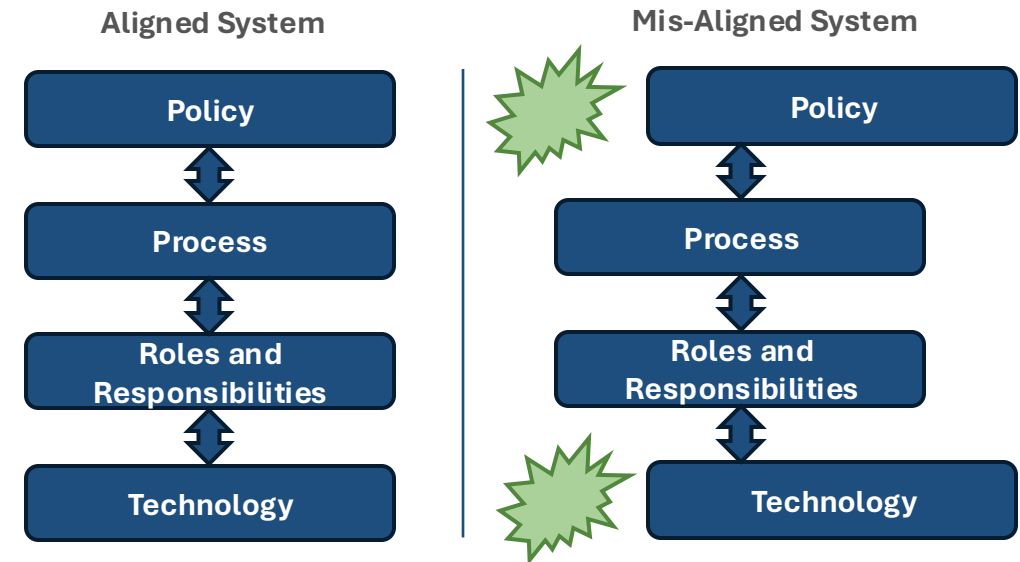 Aligned System
Mis-Aligned System
Policy
Process
Roles and
Responsibilities
Technology
Policy
Process
Roles and
Responsibilities
Technology